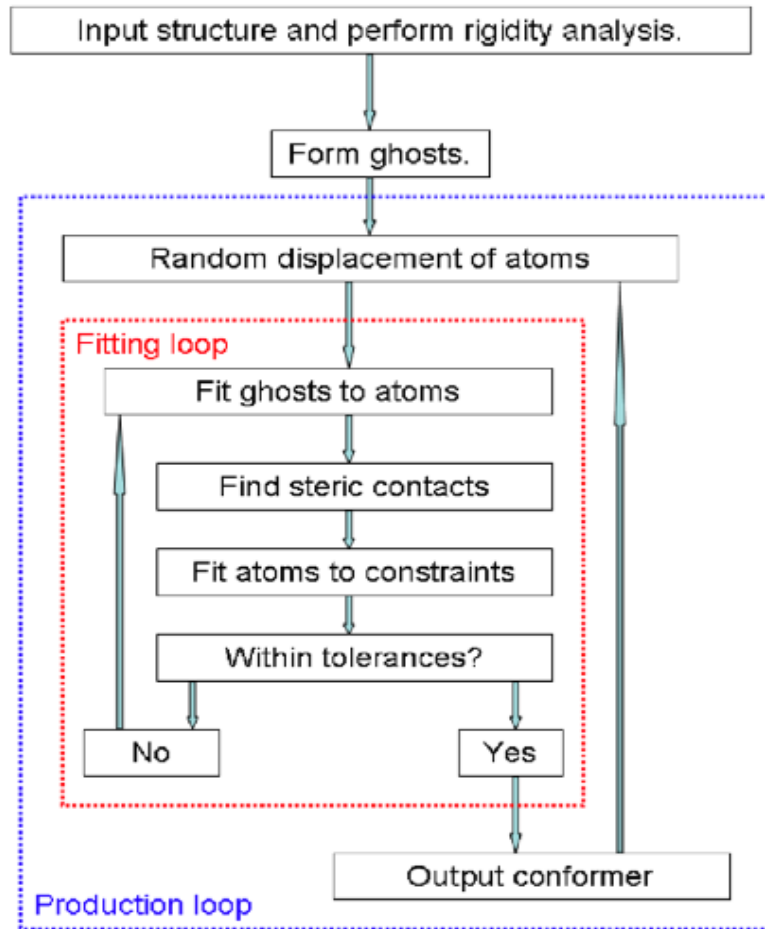 Input structure and perform rigidity analysis.
Form ghosts.
Random displacement of atoms
Fitting loop
Fit ghosts to atoms
Find steric contacts
Fit atoms to constraints
Within tolerances?
No
Yes
Output conformer
Production loop